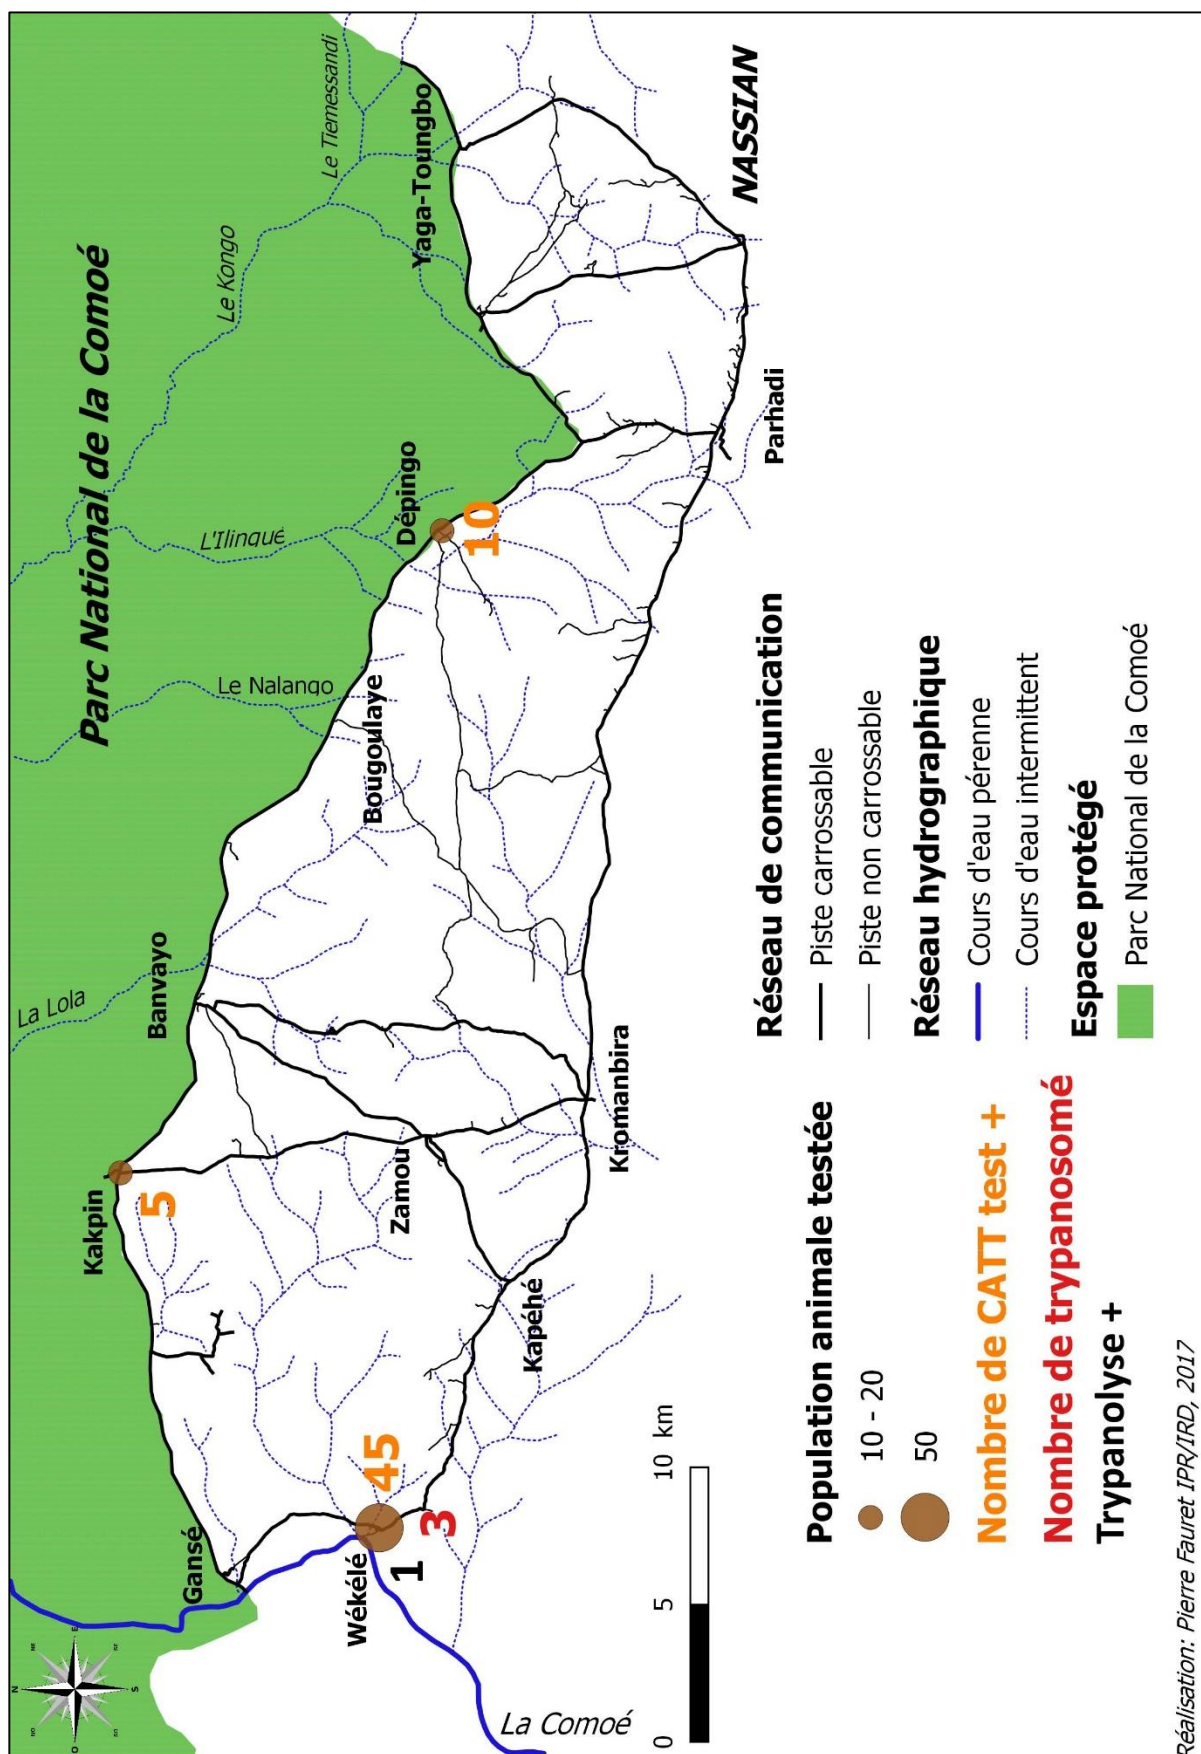 Parc National de la Comoé
Le Tiemessandi
Le Kongo
L'Ilinqué
Le Nalango
La Lola
Yaga-Toungbo
NASSIAN
Dépingo
10
Parhadi
Bougoulaye
Banvayo
Kakpin
5
Zamou
Kromanbira
Kapéhé
Gansé
Wékélé
45
3
1
La Comoé
N
E
S
O
0 5 10 km
Population animale testée
10 - 20
50
Nombre de CATT test +
Nombre de trypanosomé
Trypanolyse +
Réseau de communication
Piste carrossable
Piste non carrossable
Réseau hydrographique
Cours d'eau pérenne
Cours d'eau intermittent
Espace protégé
Parc National de la Comoé
Réalisation: Pierre Fauret IPR/IRD, 2017